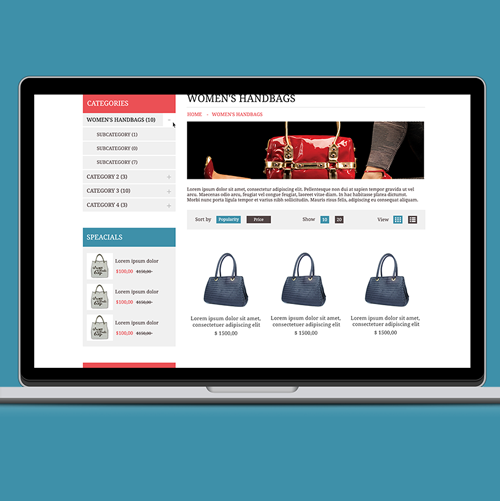 CATEGORIES
WOMEN'S HANDBAGS (10)
SUBCATEGORY (1)
SUBCATEGORY (0)
SUBCATEGORY (7)
CATEGORY 2 (3)
CATEGORY 3 (10)
CATEGORY 4 (3)
SPEACIALS
Lorem ipsum dolor
$100,00 $150,00
Lorem ipsum dolor
$100,00 $150,00
Lorem ipsum dolor
$100,00 $150,00
WOMEN'S HANDBAGS
HOME WOMEN'S HANDBAGS
Lorem ipsum dolor sit amet, consectetur adipiscing elit. Pellentesque non dui at sapien tempor gravida ut vel
arcu. Maecenas odio arcu, feugiat vel congue feugiat, laoreet vitae diam. In hac habitasse platea dictumst.
Morbi nunc porta ligula tempor et varius nibh sollicitudin. Mauris risus felis, adipiscing eu consequat aliquam.
Sort by Popularity Price Show 10 20 View
Lorem ipsum dolor sit amet, consectetuer adipiscing elit
$ 1500,00
Lorem ipsum dolor sit amet, consectetuer adipiscing elit
$ 1500,00
Lorem ipsum dolor sit amet, consectetuer adipiscing elit
$ 1500,00